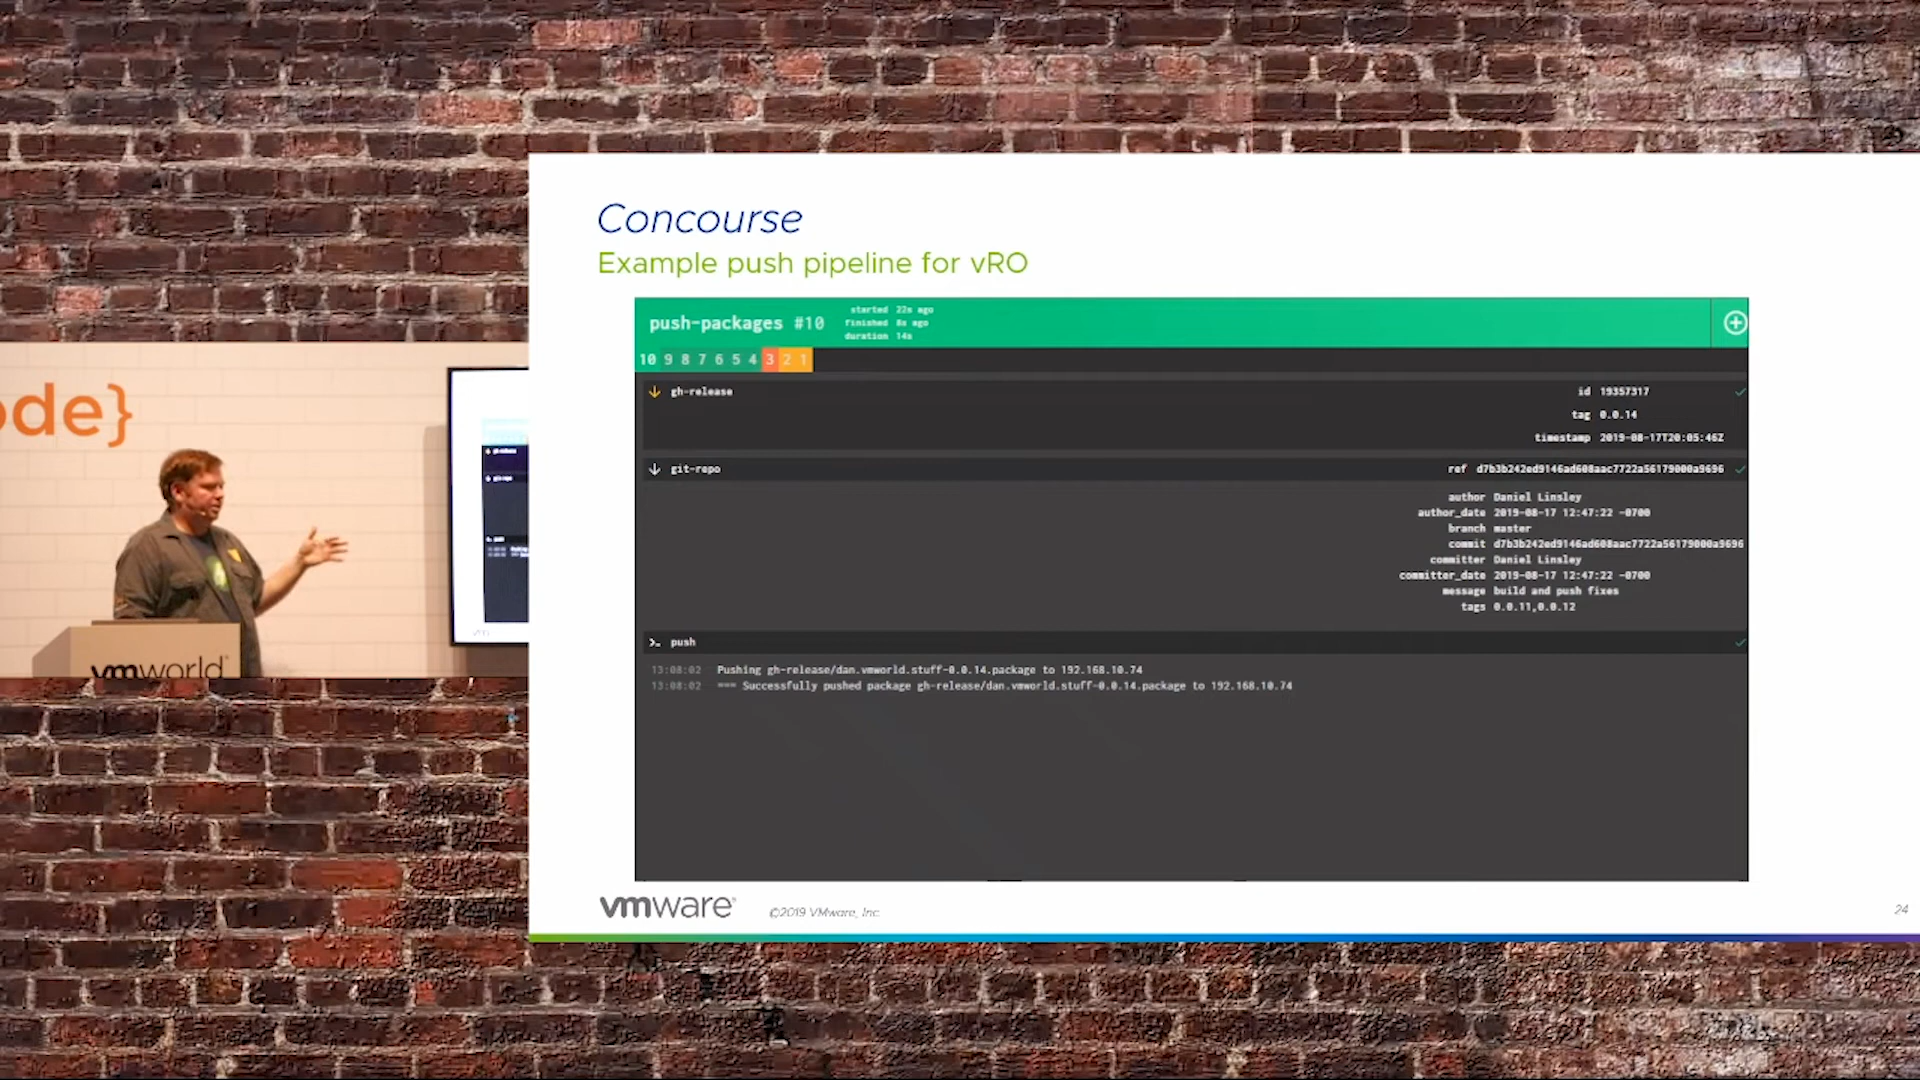 Concourse
Example push pipeline for vRO
push-packages #10
started 22s ago
finished 8s ago
duration 14s
10 9 8 7 6 5 4 3 2 1
gh-release
id 19357317
tag 0.0.14
timestamp 2019-08-17T20:05:46Z
git-repo
ref d7b3b242ed9146ad608aac7722a56179000a9696
author Daniel Linsley
author_date 2019-08-17 12:47:22 -0700
branch master
commit d7b3b242ed9146ad608aac7722a56179000a9696
committer Daniel Linsley
committer_date 2019-08-17 12:47:22 -0700
message build and push fixes
tags 0.0.11,0.0.12
>_ push
13:08:02 Pushing gh-release/dan.vmworld.stuff-0.0.14.package to 192.168.10.74
13:08:02 === Successfully pushed package gh-release/dan.vmworld.stuff-0.0.14.package to 192.168.10.74
vmware®
©2019 VMware, Inc.
24
ode}
vmworld